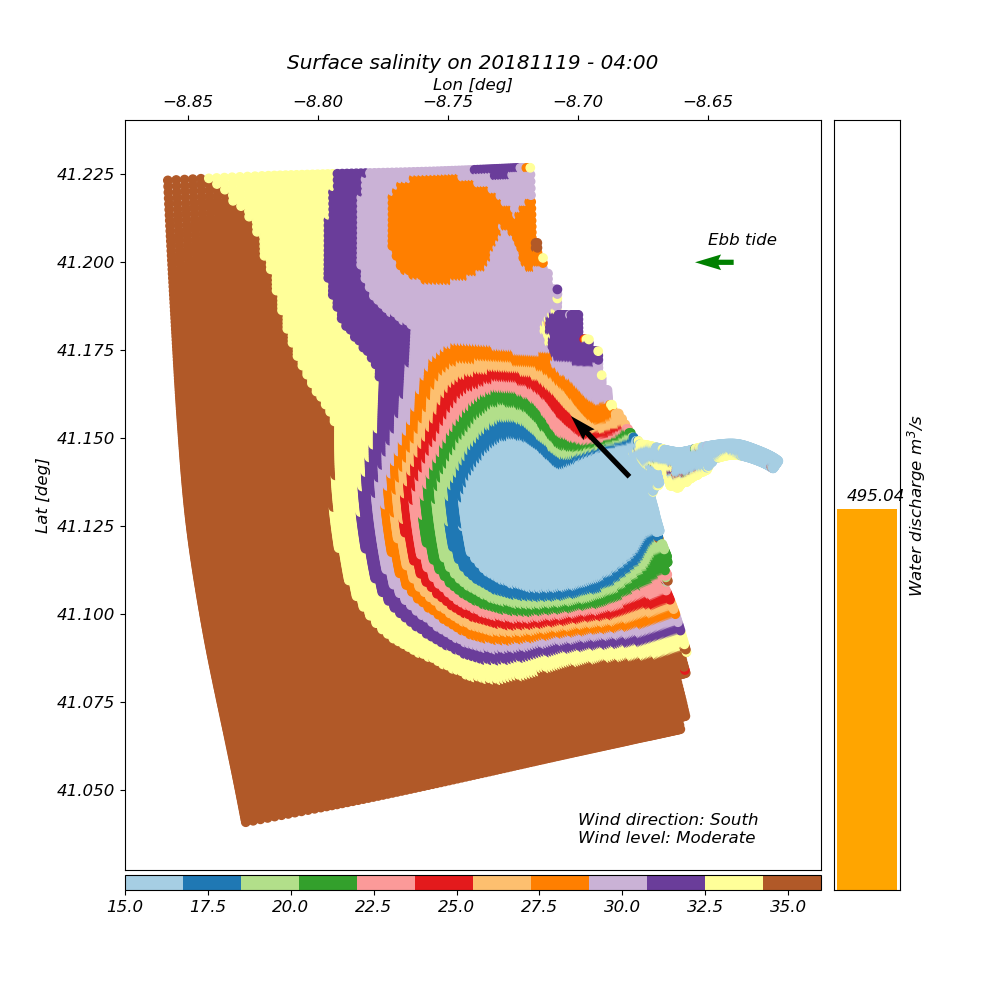 Surface salinity on 20181119 - 04:00
Lon [deg]
−8.85 −8.80 −8.75 −8.70 −8.65
41.225
41.200
41.175
41.150
41.125
41.100
41.075
41.050
Lat [deg]
Ebb tide
Wind direction: South
Wind level: Moderate
495.04
Water discharge m³/s
15.0 17.5 20.0 22.5 25.0 27.5 30.0 32.5 35.0